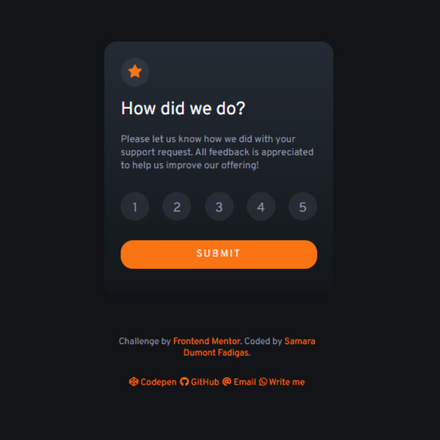 How did we do?
Please let us know how we did with your
support request. All feedback is appreciated
to help us improve our offering!
1 2 3 4 5
SUBMIT
Challenge by Frontend Mentor. Coded by Samara
Dumont Fadigas.
Codepen GitHub Email Write me